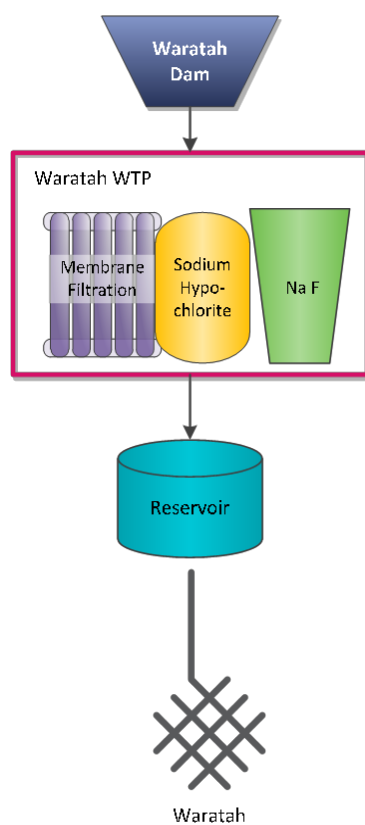 Waratah
Dam
Waratah WTP
Membrane
Filtration
Sodium
Hypo-
chlorite
Na F
Reservoir
Waratah